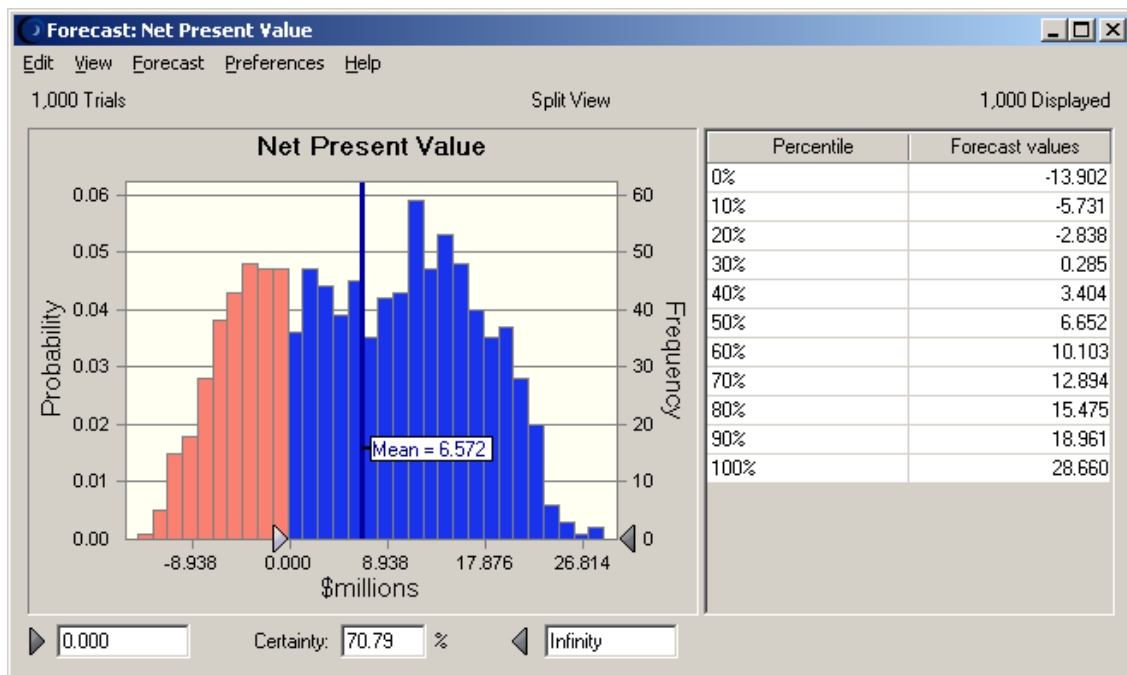 Forecast: Net Present Value
Edit View Forecast Preferences Help
1,000 Trials Split View 1,000 Displayed
Net Present Value
Probability
0.06
0.05
0.04
0.03
0.02
0.01
0.00
Mean = 6.572
60
50
40
30
20
10
0
Frequency
-8.938 0.000 8.938 17.876 26.814
$millions
Percentile Forecast values
0% -13.902
10% -5.731
20% -2.838
30% 0.285
40% 3.404
50% 6.652
60% 10.103
70% 12.894
80% 15.475
90% 18.961
100% 28.660
0.000 Certainty: 70.79 % Infinity